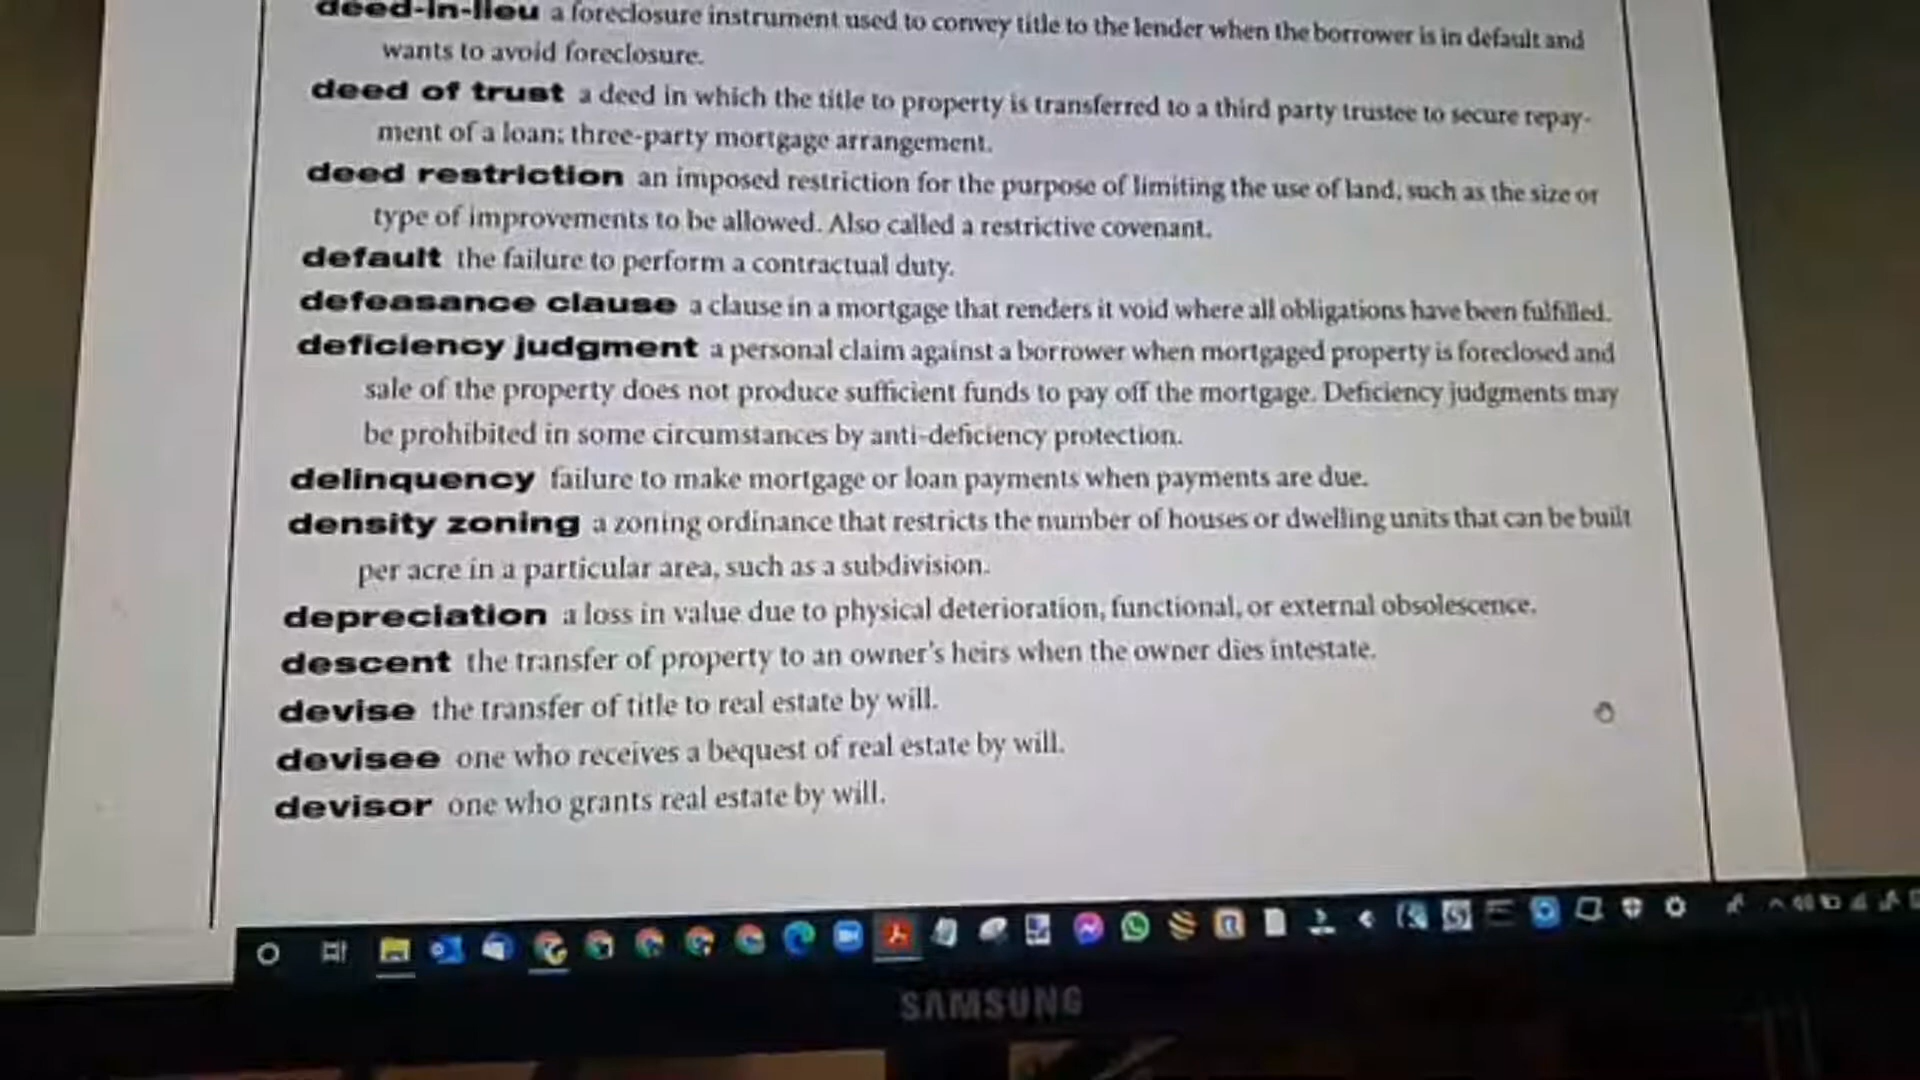 deed-in-lieu a foreclosure instrument used to convey title to the lender when the borrower is in default and
wants to avoid foreclosure.
deed of trust a deed in which the title to property is transferred to a third party trustee to secure repay-
ment of a loan; three-party mortgage arrangement.
deed restriction an imposed restriction for the purpose of limiting the use of land, such as the size or
type of improvements to be allowed. Also called a restrictive covenant.
default the failure to perform a contractual duty.
defeasance clause a clause in a mortgage that renders it void where all obligations have been fulfilled.
deficiency judgment a personal claim against a borrower when mortgaged property is foreclosed and
sale of the property does not produce sufficient funds to pay off the mortgage. Deficiency judgments may
be prohibited in some circumstances by anti-deficiency protection.
delinquency failure to make mortgage or loan payments when payments are due.
density zoning a zoning ordinance that restricts the number of houses or dwelling units that can be built
per acre in a particular area, such as a subdivision.
depreciation a loss in value due to physical deterioration, functional, or external obsolescence.
descent the transfer of property to an owner's heirs when the owner dies intestate.
devise the transfer of title to real estate by will.
devisee one who receives a bequest of real estate by will.
devisor one who grants real estate by will.
SAMSUNG